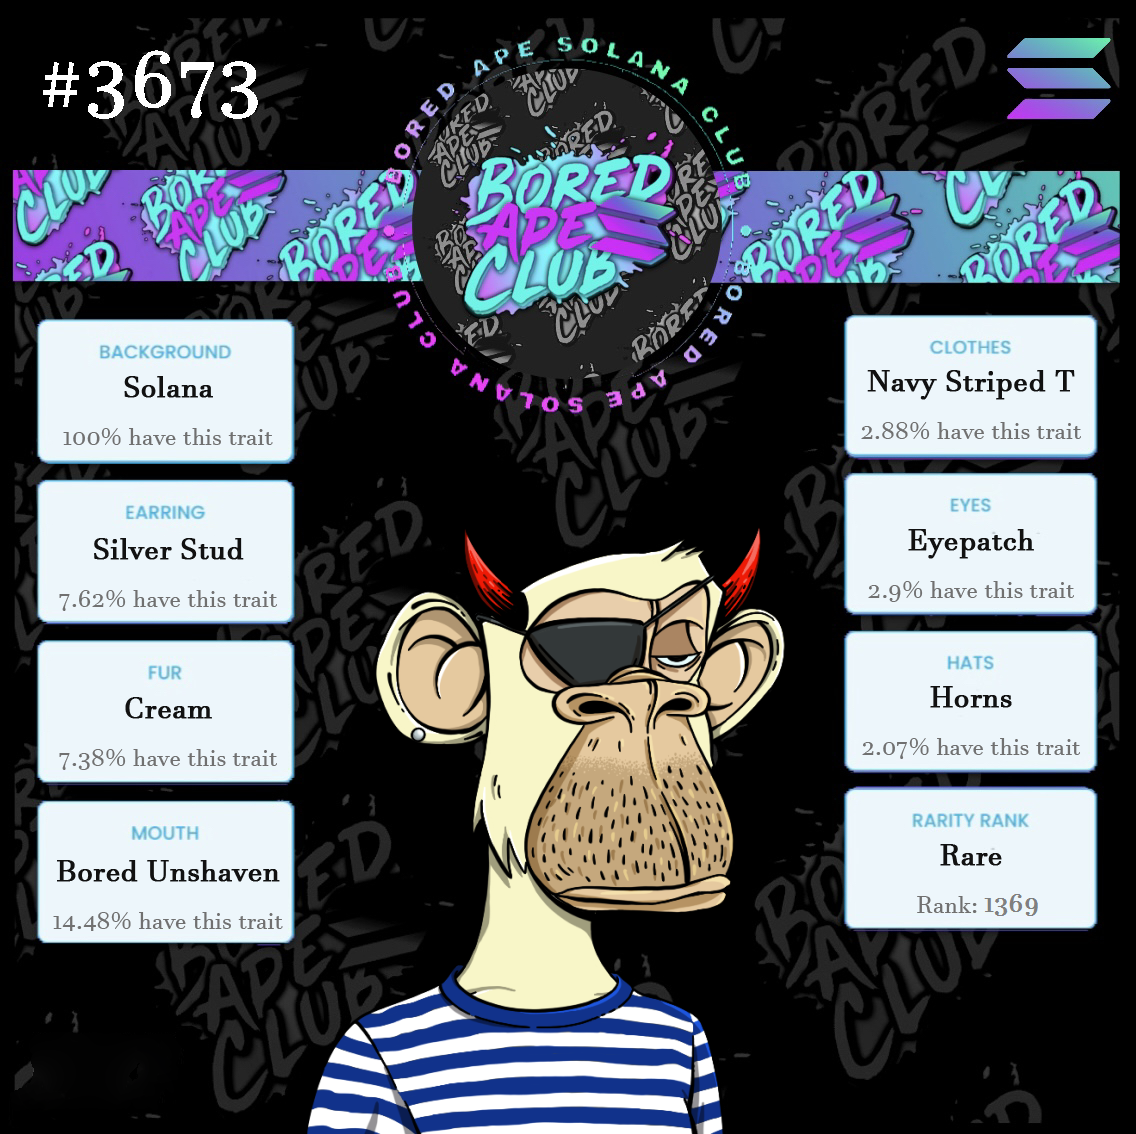 #3673
BORED APE SOLANA CLUB
BORED APE SOLANA CLUB
BORED
APE
CLUB
BACKGROUND
Solana
100% have this trait
EARRING
Silver Stud
7.62% have this trait
FUR
Cream
7.38% have this trait
MOUTH
Bored Unshaven
14.48% have this trait
CLOTHES
Navy Striped T
2.88% have this trait
EYES
Eyepatch
2.9% have this trait
HATS
Horns
2.07% have this trait
RARITY RANK
Rare
Rank: 1369